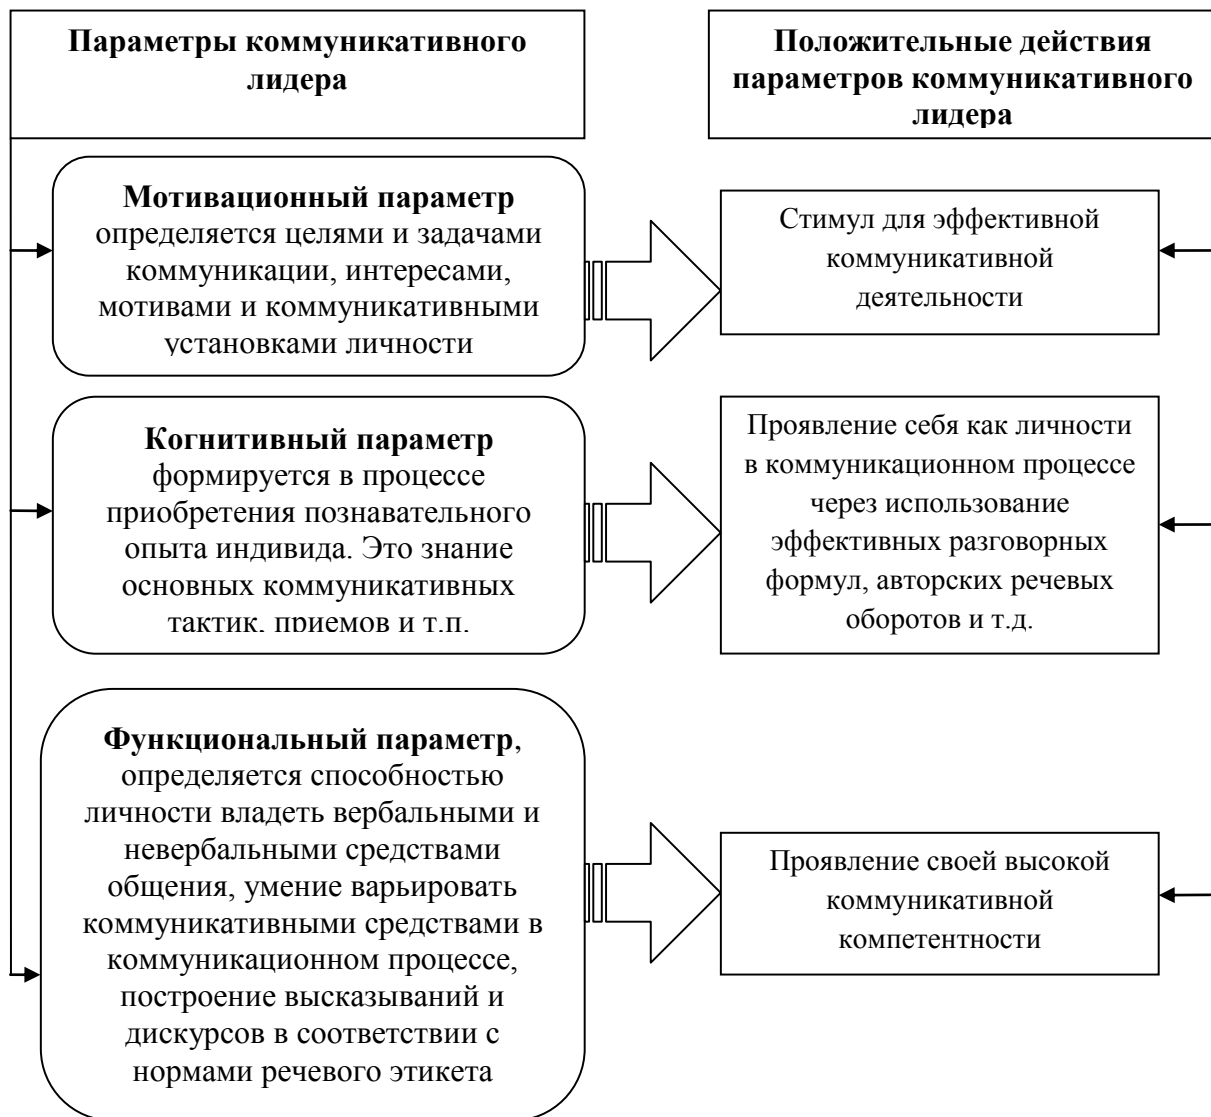 Параметры коммуникативного
лидера
Положительные действия
параметров коммуникативного
лидера
Мотивационный параметр
определяется целями и задачами
коммуникации, интересами,
мотивами и коммуникативными
установками личности
Стимул для эффективной
коммуникативной
деятельности
Когнитивный параметр
формируется в процессе
приобретения познавательного
опыта индивида. Это знание
основных коммуникативных
тактик, приемов и т.п.
Проявление себя как личности
в коммуникационном процессе
через использование
эффективных разговорных
формул, авторских речевых
оборотов и т.д.
Функциональный параметр,
определяется способностью
личности владеть вербальными и
невербальными средствами
общения, умение варьировать
коммуникативными средствами в
коммуникационном процессе,
построение высказываний и
дискурсов в соответствии с
нормами речевого этикета
Проявление своей высокой
коммуникативной
компетентности